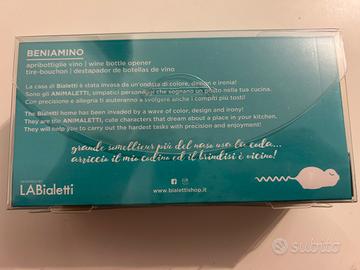 BENIAMINO
apribottiglie vino | wine bottle opener
tire-bouchon | destapador de botellas de vino
La casa di Bialetti è stata invasa da un'ondata di colore, design e ironia!
Sono gli ANIMALETTI, simpatici personaggi che sognano un posto nella tua cucina.
Con precisione e allegria ti aiuteranno a svolgere anche i compiti più tosti!
The Bialetti home has been invaded by a wave of color, design and irony!
They are the ANIMALETTI, cute characters that dream about a place in your kitchen.
They will help you to carry out the hardest tasks with precision and enjoyment!
grande sommelieur più del naso usa la coda...
arriccio il mio codino ed il brindisi è vicino!
LABialetti
www.bialettishop.it
subito